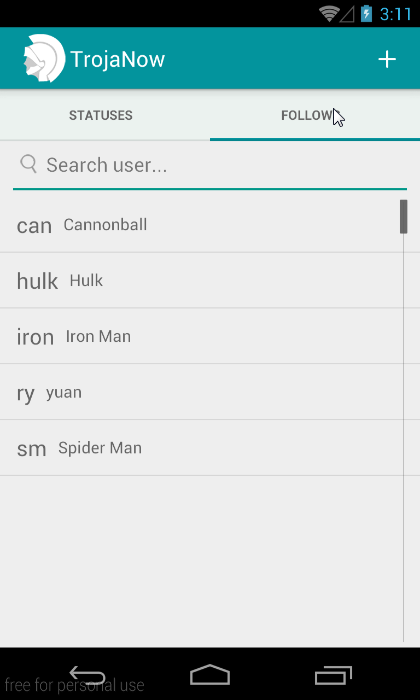 3:11
TrojaNow
STATUSES FOLLOW
Search user...
can Cannonball
hulk Hulk
iron Iron Man
ry yuan
sm Spider Man
free for personal use